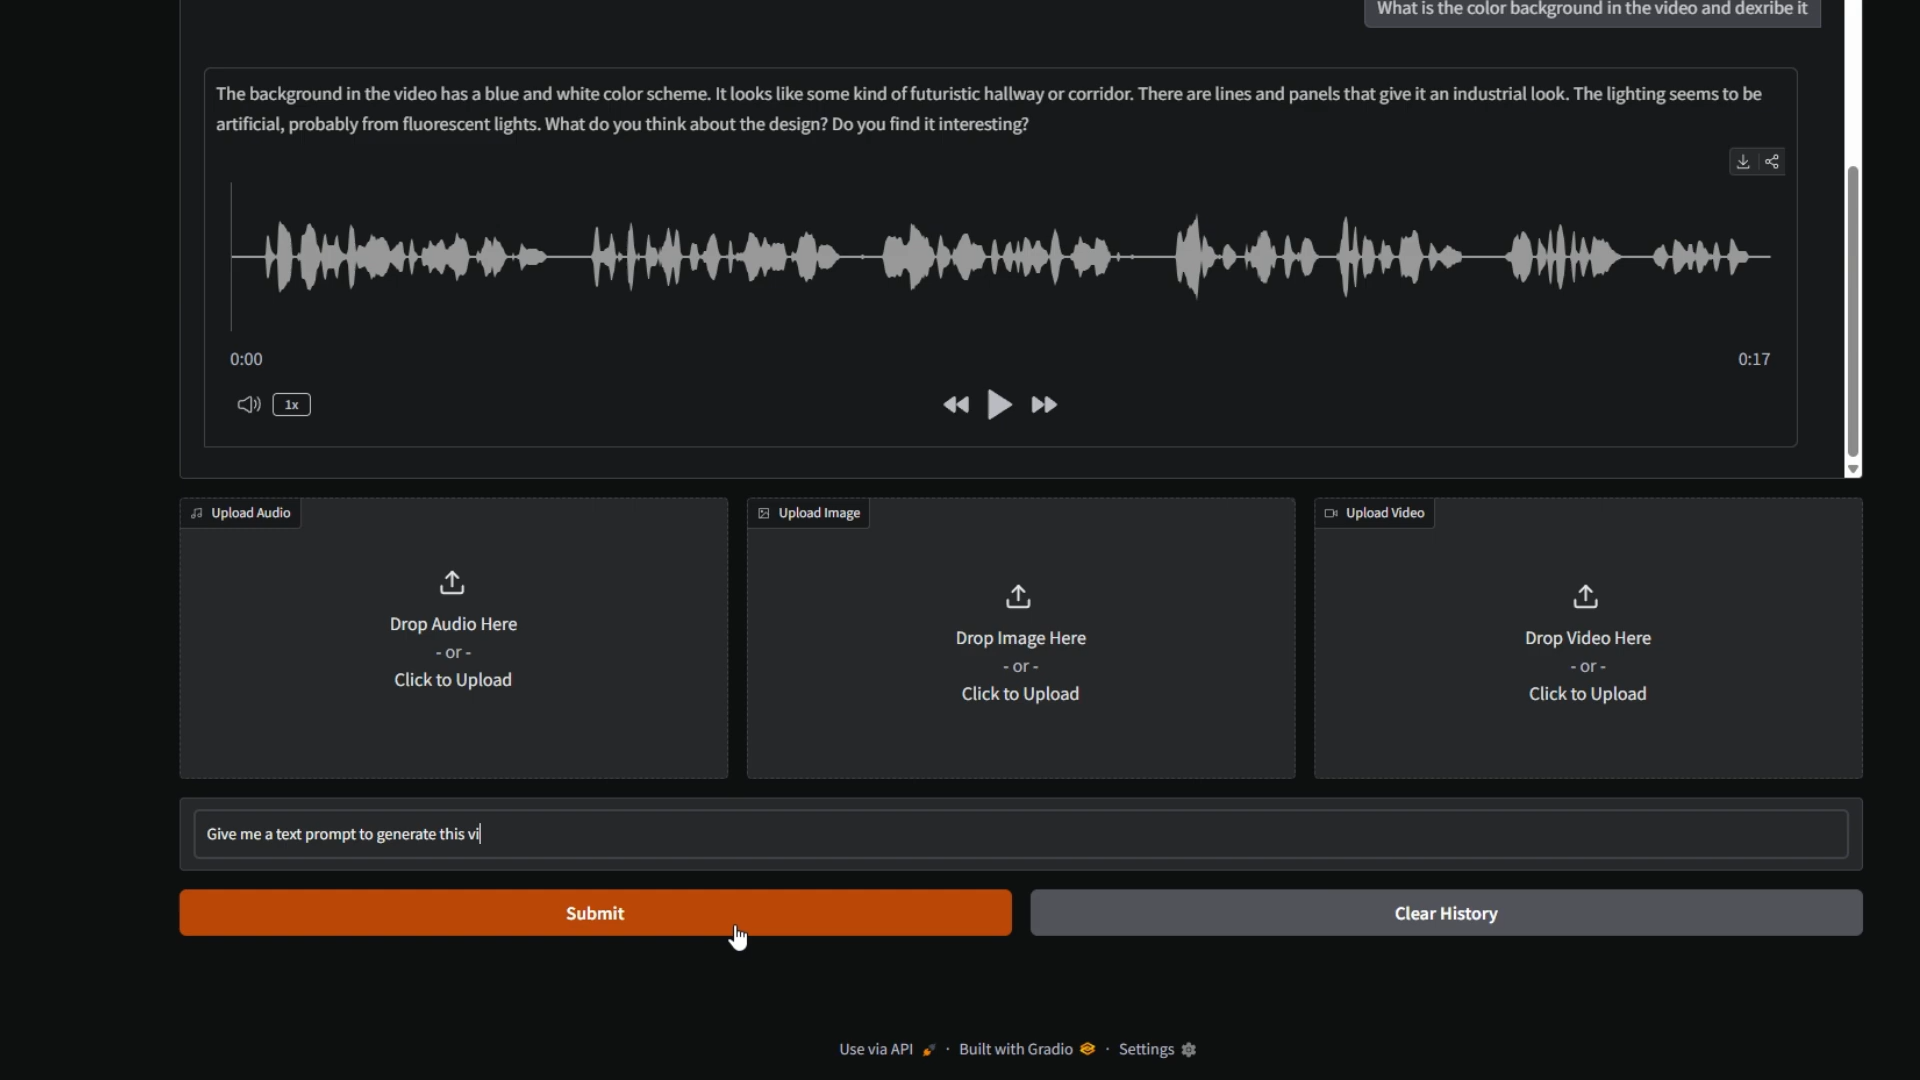 What is the color background in the video and dexribe it
The background in the video has a blue and white color scheme. It looks like some kind of futuristic hallway or corridor. There are lines and panels that give it an industrial look. The lighting seems to be
artificial, probably from fluorescent lights. What do you think about the design? Do you find it interesting?
0:00
0:17
1x
Upload Audio
Upload Image
Upload Video
Drop Audio Here
- or -
Click to Upload
Drop Image Here
- or -
Click to Upload
Drop Video Here
- or -
Click to Upload
Give me a text prompt to generate this vi
Submit
Clear History
Use via API · Built with Gradio · Settings